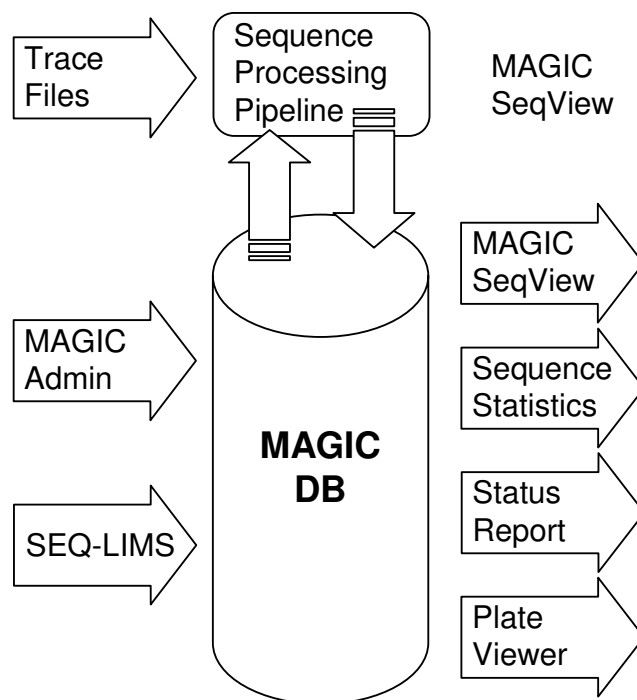 Trace
Files
Sequence
Processing
Pipeline
MAGIC
SeqView
MAGIC
SeqView
MAGIC
Admin
Sequence
Statistics
MAGIC
DB
SEQ-LIMS
Status
Report
Plate
Viewer